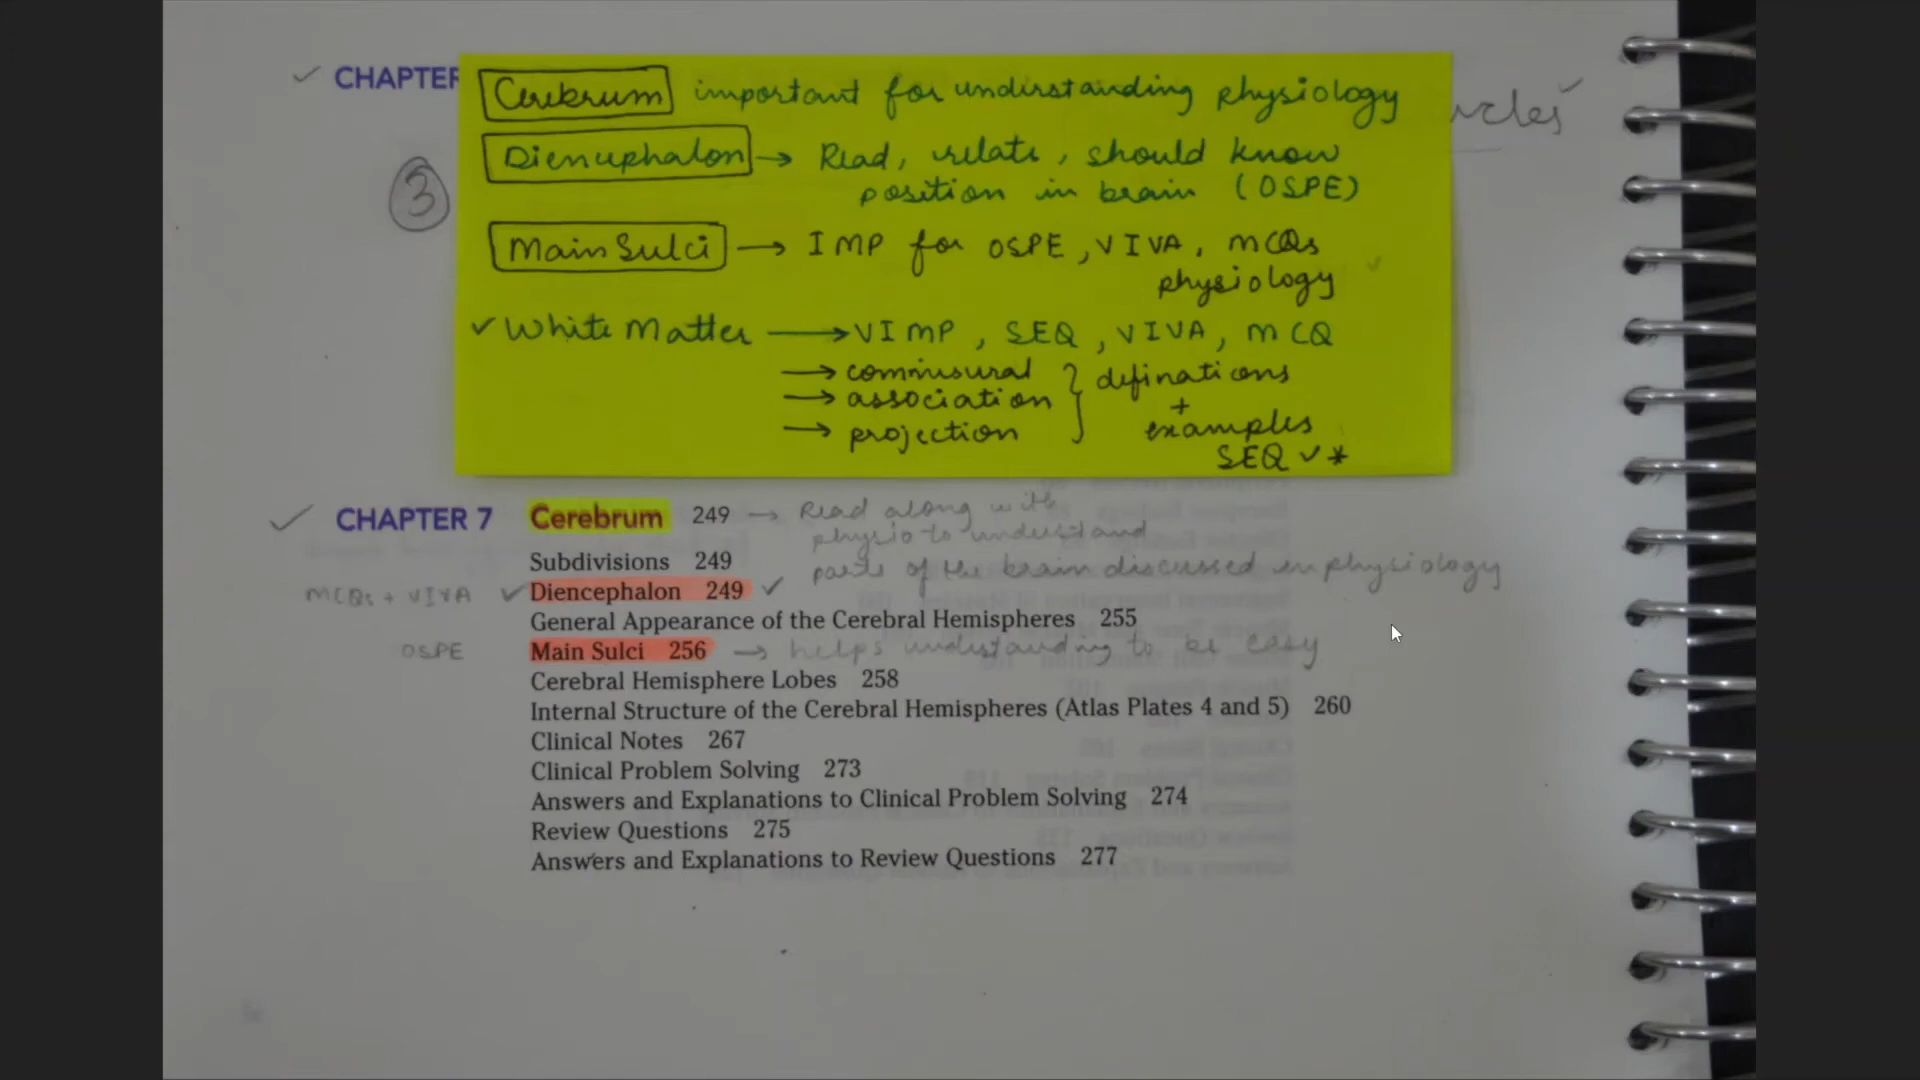 CHAPTER
Cerebrum important for understanding physiology
Diencephalon → Read, relate, should know
position in brain (OSPE)
3
Main Sulci → IMP for OSPE, VIVA, MCQs
physiology
✓ White Matter → VIMP, SEQ, VIVA, MCQ
→ commisural } definations
→ association +
→ projection examples
SEQ ✓ *
CHAPTER 7 Cerebrum 249 → Read along with
physio to understand
Subdivisions 249
parts of the brain discussed in physiology
MCQs + VIVA ✓ Diencephalon 249 ✓
General Appearance of the Cerebral Hemispheres 255
OSPE Main Sulci 256 → helps understanding to be easy
Cerebral Hemisphere Lobes 258
Internal Structure of the Cerebral Hemispheres (Atlas Plates 4 and 5) 260
Clinical Notes 267
Clinical Problem Solving 273
Answers and Explanations to Clinical Problem Solving 274
Review Questions 275
Answers and Explanations to Review Questions 277